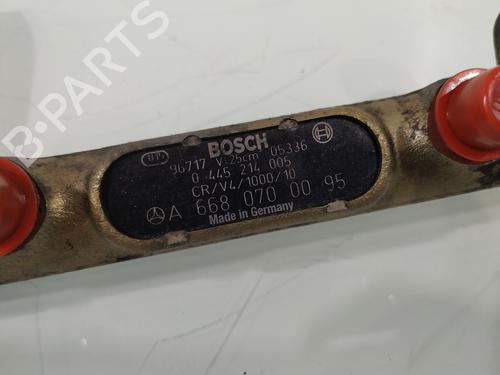 BOSCH
96717 V:25cm³ 05336
0 445 214 005
CR/V4/1000/10
A 668 070 00 95
Made in Germany
B-PARTS